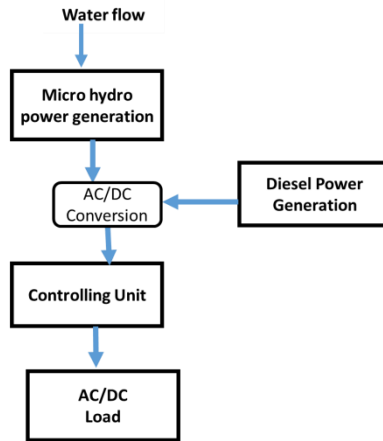 Water flow
Micro hydro
power generation
AC/DC
Conversion
Diesel Power
Generation
Controlling Unit
AC/DC
Load